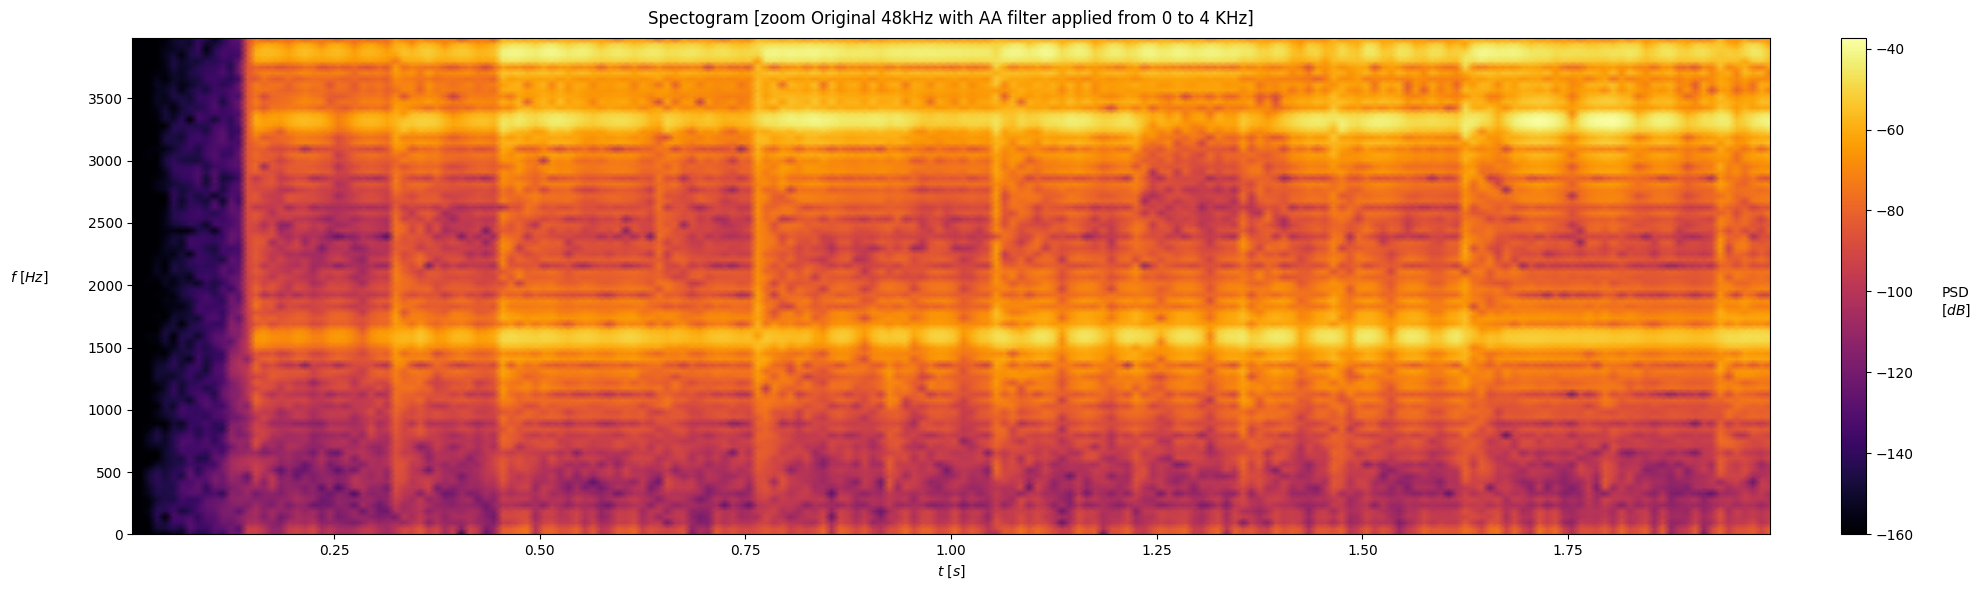 Spectogram [zoom Original 48kHz with AA filter applied from 0 to 4 KHz]
3500
3000
2500
2000
1500
1000
500
0
f [Hz]
0.25 0.50 0.75 1.00 1.25 1.50 1.75
t [s]
−40
−60
−80
−100
−120
−140
−160
PSD
[dB]